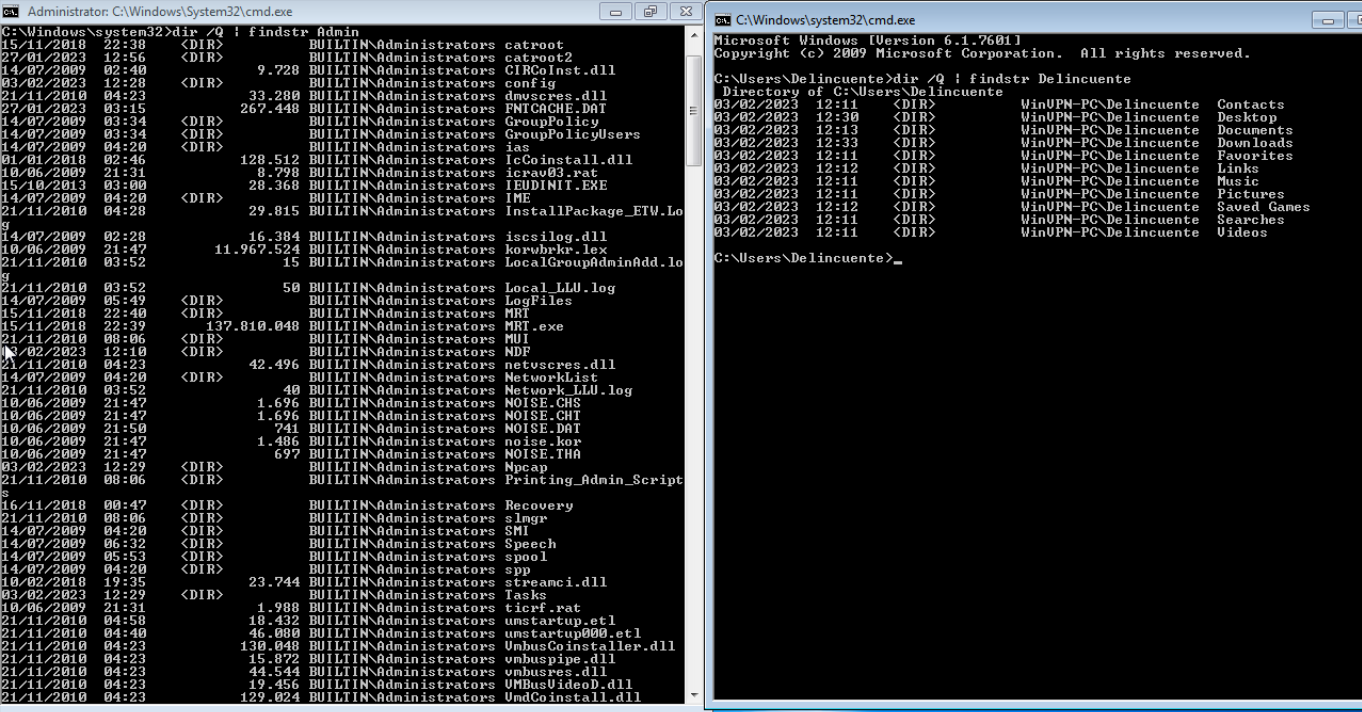 Administrator: C:\Windows\System32\cmd.exe
C:\Windows\system32>dir /Q | findstr Admin
15/11/2018  22:38    <DIR>          BUILTIN\Administrators catroot
27/01/2023  12:56    <DIR>          BUILTIN\Administrators catroot2
14/07/2009  02:40             9.728 BUILTIN\Administrators CIRCoInst.dll
03/02/2023  12:28    <DIR>          BUILTIN\Administrators config
21/11/2010  04:23            33.280 BUILTIN\Administrators dmvscres.dll
27/01/2023  03:15           267.448 BUILTIN\Administrators FNTCACHE.DAT
14/07/2009  03:34    <DIR>          BUILTIN\Administrators GroupPolicy
14/07/2009  03:34    <DIR>          BUILTIN\Administrators GroupPolicyUsers
14/07/2009  04:20    <DIR>          BUILTIN\Administrators ias
01/01/2018  02:46           128.512 BUILTIN\Administrators IcCoinstall.dll
10/06/2009  21:31             8.798 BUILTIN\Administrators icrav03.rat
15/10/2013  03:00            28.368 BUILTIN\Administrators IEUDINIT.EXE
14/07/2009  04:20    <DIR>          BUILTIN\Administrators IME
21/11/2010  04:28            29.815 BUILTIN\Administrators InstallPackage_ETW.Lo
g
14/07/2009  02:28            16.384 BUILTIN\Administrators iscsilog.dll
10/06/2009  21:47        11.967.524 BUILTIN\Administrators korwbrkr.lex
21/11/2010  03:52                15 BUILTIN\Administrators LocalGroupAdminAdd.lo
g
21/11/2010  03:52                50 BUILTIN\Administrators Local_LLU.log
14/07/2009  05:49    <DIR>          BUILTIN\Administrators LogFiles
15/11/2018  22:40    <DIR>          BUILTIN\Administrators MRT
15/11/2018  22:39       137.810.048 BUILTIN\Administrators MRT.exe
21/11/2010  08:06    <DIR>          BUILTIN\Administrators MUI
03/02/2023  12:10    <DIR>          BUILTIN\Administrators NDF
21/11/2010  04:23            42.496 BUILTIN\Administrators netvscres.dll
14/07/2009  04:20    <DIR>          BUILTIN\Administrators NetworkList
21/11/2010  03:52                40 BUILTIN\Administrators Network_LLU.log
10/06/2009  21:47             1.696 BUILTIN\Administrators NOISE.CHS
10/06/2009  21:47             1.696 BUILTIN\Administrators NOISE.CHT
10/06/2009  21:50               741 BUILTIN\Administrators NOISE.DAT
10/06/2009  21:47             1.486 BUILTIN\Administrators noise.kor
10/06/2009  21:47               697 BUILTIN\Administrators NOISE.THA
03/02/2023  12:29    <DIR>          BUILTIN\Administrators Npcap
21/11/2010  08:06    <DIR>          BUILTIN\Administrators Printing_Admin_Script
s
16/11/2018  00:47    <DIR>          BUILTIN\Administrators Recovery
21/11/2010  08:06    <DIR>          BUILTIN\Administrators slmgr
14/07/2009  04:20    <DIR>          BUILTIN\Administrators SMI
14/07/2009  06:32    <DIR>          BUILTIN\Administrators Speech
14/07/2009  05:53    <DIR>          BUILTIN\Administrators spool
14/07/2009  04:20    <DIR>          BUILTIN\Administrators spp
10/02/2018  19:35            23.744 BUILTIN\Administrators streamci.dll
03/02/2023  12:29    <DIR>          BUILTIN\Administrators Tasks
10/06/2009  21:31             1.988 BUILTIN\Administrators ticrf.rat
21/11/2010  04:58            18.432 BUILTIN\Administrators umstartup.etl
21/11/2010  04:40            46.080 BUILTIN\Administrators umstartup000.etl
21/11/2010  04:23           130.048 BUILTIN\Administrators VmbusCoinstaller.dll
21/11/2010  04:23            15.872 BUILTIN\Administrators vmbuspipe.dll
21/11/2010  04:23            44.544 BUILTIN\Administrators vmbusres.dll
21/11/2010  04:23            19.456 BUILTIN\Administrators VMBusVideoD.dll
21/11/2010  04:23           129.024 BUILTIN\Administrators VmdCoinstall.dll
C:\Windows\system32\cmd.exe
Microsoft Windows [Version 6.1.7601]
Copyright (c) 2009 Microsoft Corporation.  All rights reserved.
C:\Users\Delincuente>dir /Q | findstr Delincuente
Directory of C:\Users\Delincuente
03/02/2023  12:11    <DIR>          WinVPN-PC\Delincuente  Contacts
03/02/2023  12:30    <DIR>          WinVPN-PC\Delincuente  Desktop
03/02/2023  12:13    <DIR>          WinVPN-PC\Delincuente  Documents
03/02/2023  12:33    <DIR>          WinVPN-PC\Delincuente  Downloads
03/02/2023  12:11    <DIR>          WinVPN-PC\Delincuente  Favorites
03/02/2023  12:12    <DIR>          WinVPN-PC\Delincuente  Links
03/02/2023  12:11    <DIR>          WinVPN-PC\Delincuente  Music
03/02/2023  12:11    <DIR>          WinVPN-PC\Delincuente  Pictures
03/02/2023  12:12    <DIR>          WinVPN-PC\Delincuente  Saved Games
03/02/2023  12:11    <DIR>          WinVPN-PC\Delincuente  Searches
03/02/2023  12:11    <DIR>          WinVPN-PC\Delincuente  Videos
C:\Users\Delincuente>_